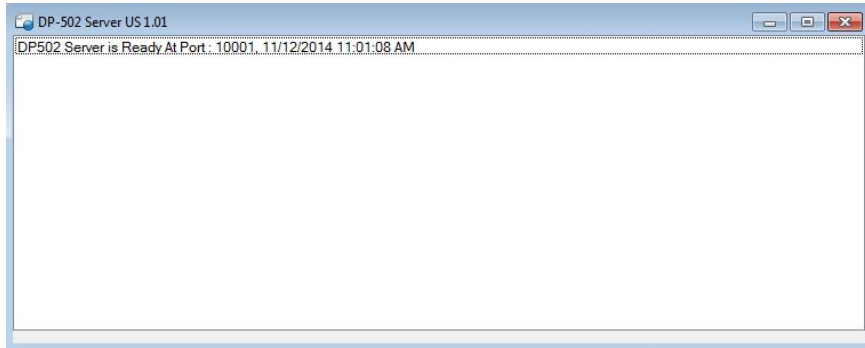 DP-502 Server US 1.01
DP502 Server is Ready At Port : 10001, 11/12/2014 11:01:08 AM